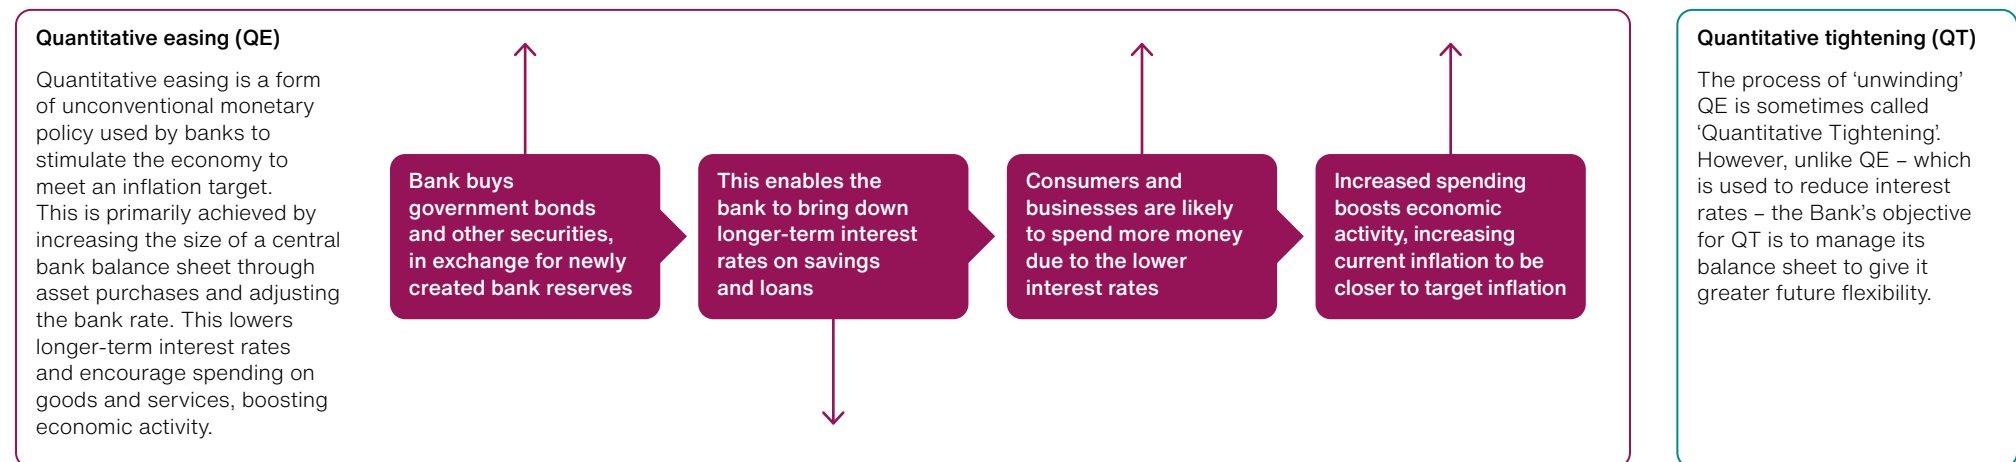 Quantitative easing (QE)
Quantitative easing is a form
of unconventional monetary
policy used by banks to
stimulate the economy to
meet an inflation target.
This is primarily achieved by
increasing the size of a central
bank balance sheet through
asset purchases and adjusting
the bank rate. This lowers
longer-term interest rates
and encourage spending on
goods and services, boosting
economic activity.
Bank buys
government bonds
and other securities,
in exchange for newly
created bank reserves
This enables the
bank to bring down
longer-term interest
rates on savings
and loans
Consumers and
businesses are likely
to spend more money
due to the lower
interest rates
Increased spending
boosts economic
activity, increasing
current inflation to be
closer to target inflation
Quantitative tightening (QT)
The process of ‘unwinding’
QE is sometimes called
‘Quantitative Tightening’.
However, unlike QE – which
is used to reduce interest
rates – the Bank’s objective
for QT is to manage its
balance sheet to give it
greater future flexibility.